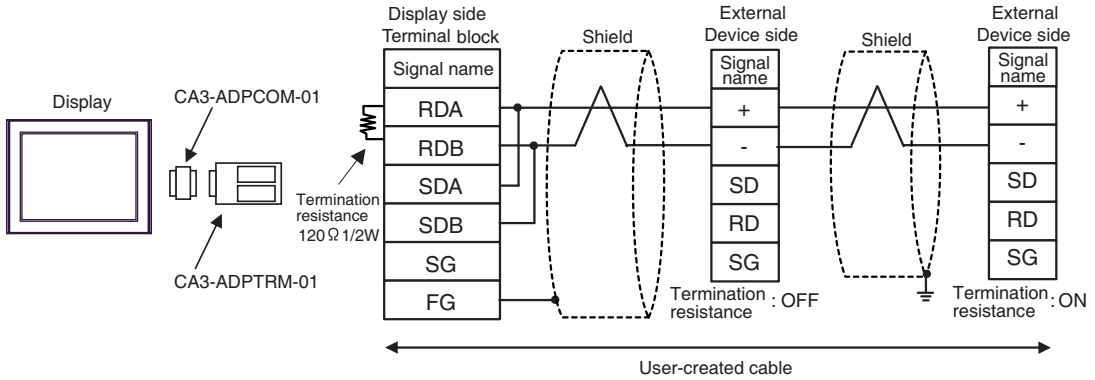 Display
CA3-ADPCOM-01
CA3-ADPTRM-01
Display side
Terminal block
Signal name
RDA
RDB
SDA
SDB
SG
FG
Termination
resistance
120Ω 1/2W
Shield
External
Device side
Signal
name
+
-
SD
RD
SG
Termination
resistance : OFF
Shield
External
Device side
Signal
name
+
-
SD
RD
SG
Termination
resistance : ON
User-created cable